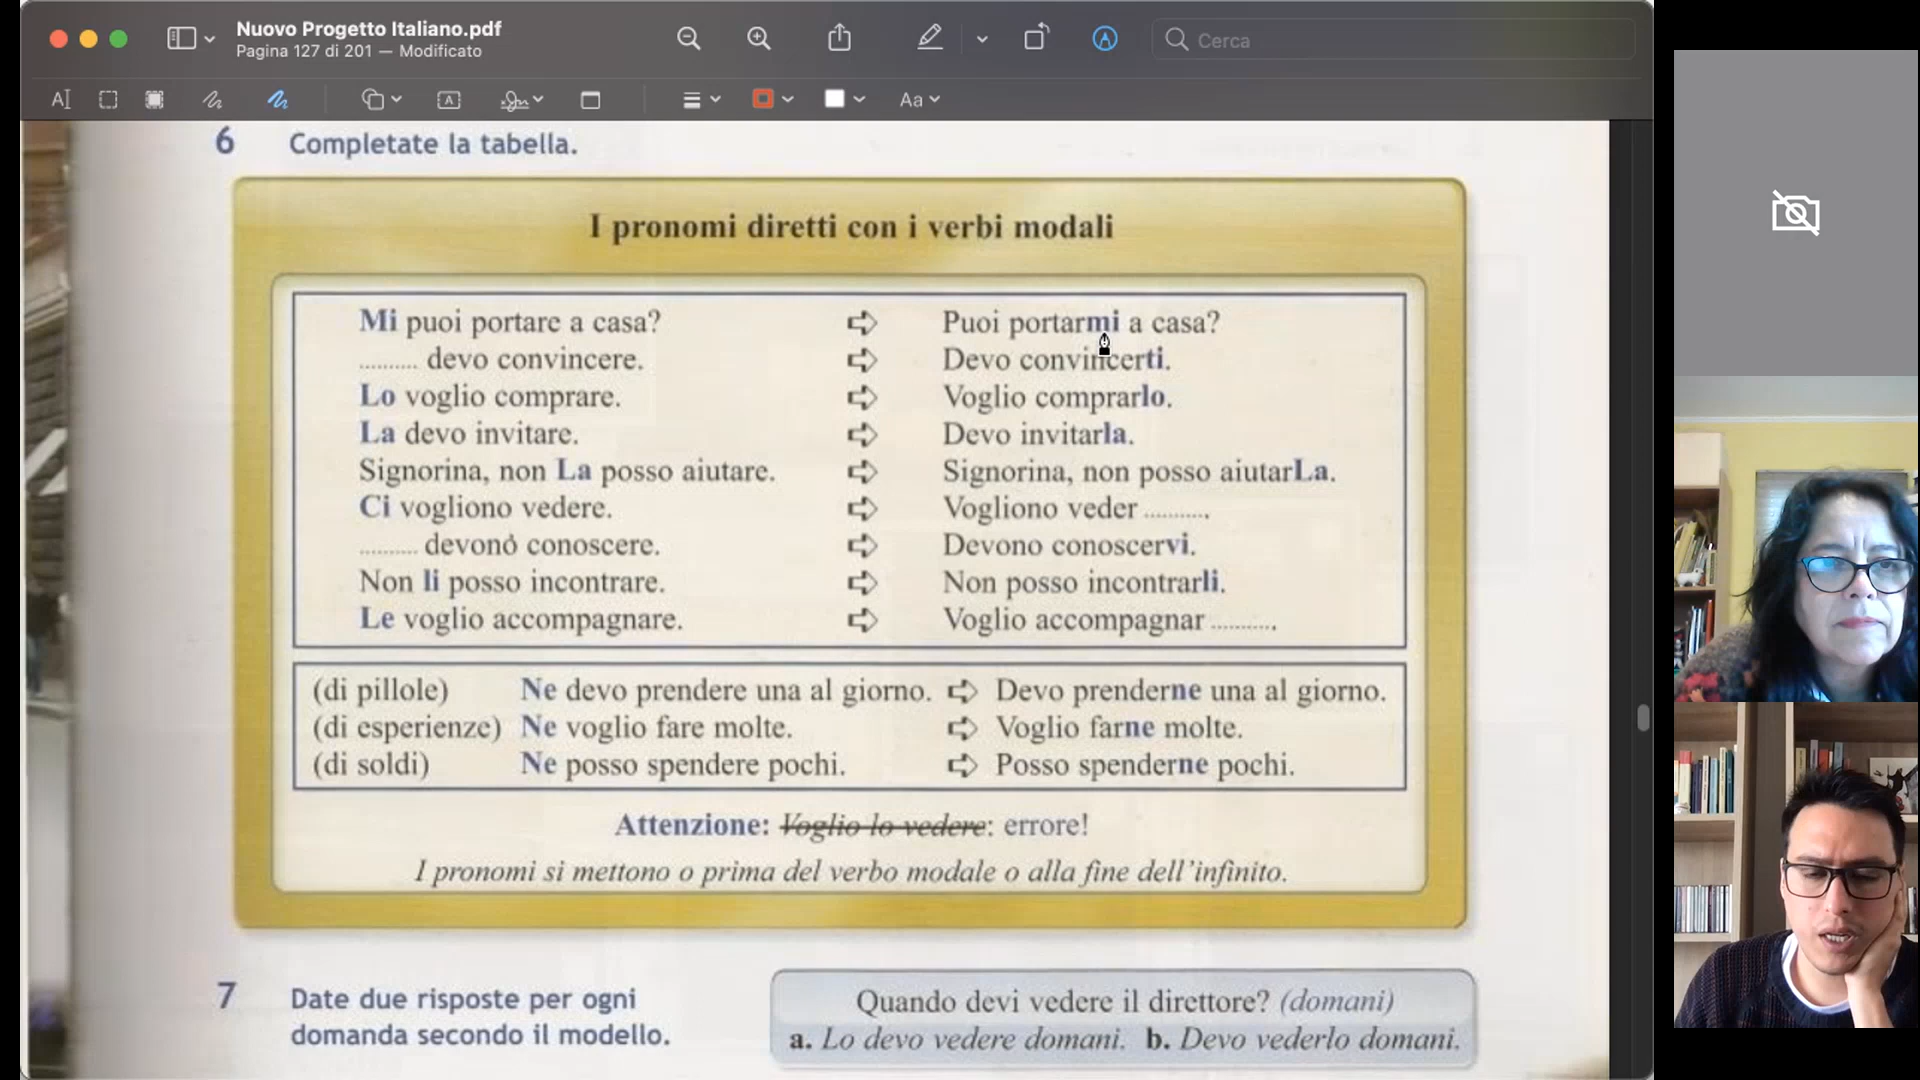 Nuovo Progetto Italiano.pdf
Pagina 127 di 201 — Modificato
Cerca
Aa
6 Completate la tabella.
I pronomi diretti con i verbi modali
Mi puoi portare a casa? ⇨ Puoi portarmi a casa?
.......... devo convincere. ⇨ Devo convincerti.
Lo voglio comprare. ⇨ Voglio comprarlo.
La devo invitare. ⇨ Devo invitarla.
Signorina, non La posso aiutare. ⇨ Signorina, non posso aiutarLa.
Ci vogliono vedere. ⇨ Vogliono veder ..........
.......... devono conoscere. ⇨ Devono conoscervi.
Non li posso incontrare. ⇨ Non posso incontrarli.
Le voglio accompagnare. ⇨ Voglio accompagnar ..........
(di pillole) Ne devo prendere una al giorno. ⇨ Devo prenderne una al giorno.
(di esperienze) Ne voglio fare molte. ⇨ Voglio farne molte.
(di soldi) Ne posso spendere pochi. ⇨ Posso spenderne pochi.
Attenzione: Voglio lo vedere: errore!
I pronomi si mettono o prima del verbo modale o alla fine dell'infinito.
7 Date due risposte per ogni
domanda secondo il modello.
Quando devi vedere il direttore? (domani)
a. Lo devo vedere domani. b. Devo vederlo domani.